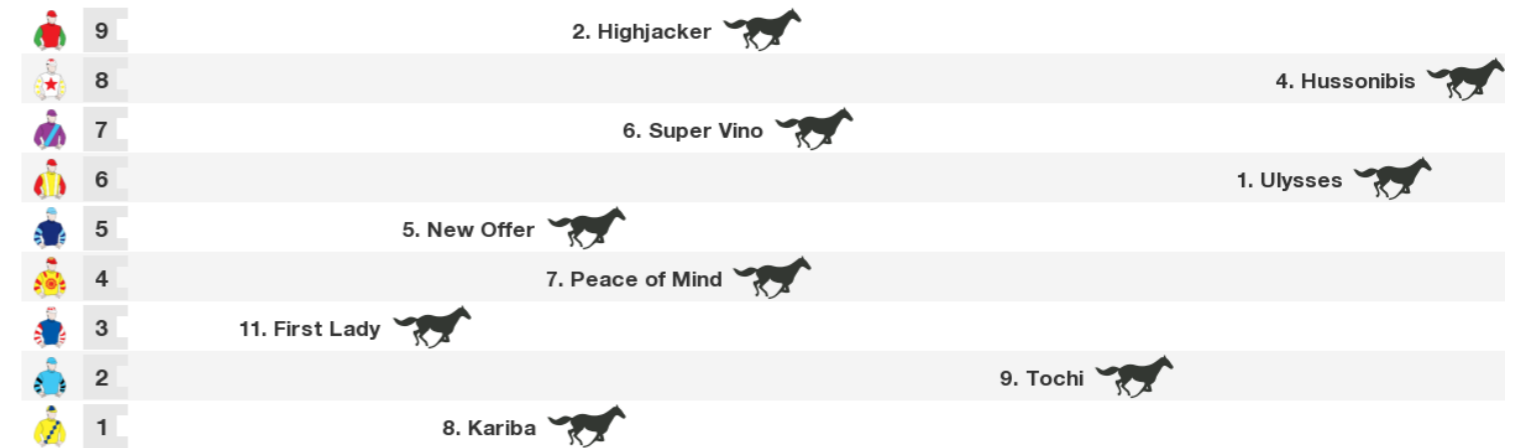 9 2. Highjacker
8 4. Hussonibis
7 6. Super Vino
6 1. Ulysses
5 5. New Offer
4 7. Peace of Mind
3 11. First Lady
2 9. Tochi
1 8. Kariba